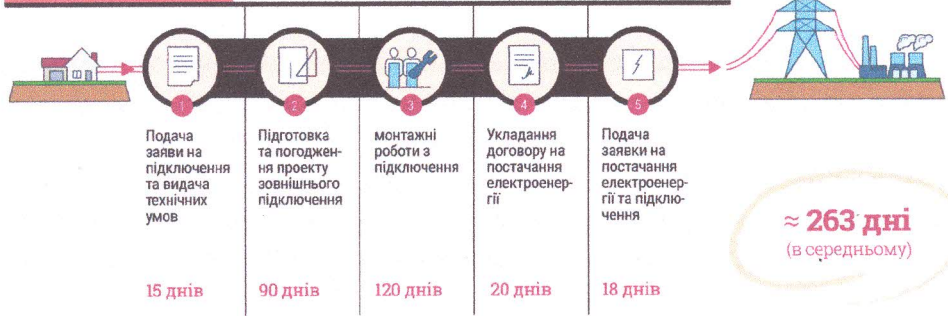 1
Подача
заяви на
підключення
та видача
технічних
умов
15 днів
2
Підготовка
та погоджен-
ня проекту
зовнішнього
підключення
90 днів
3
монтажні
роботи з
підключення
120 днів
4
Укладання
договору на
постачання
електроенер-
гії
20 днів
5
Подача
заявки на
постачання
електроенер-
гії та підклю-
чення
18 днів
≈ 263 дні
(в середньому)